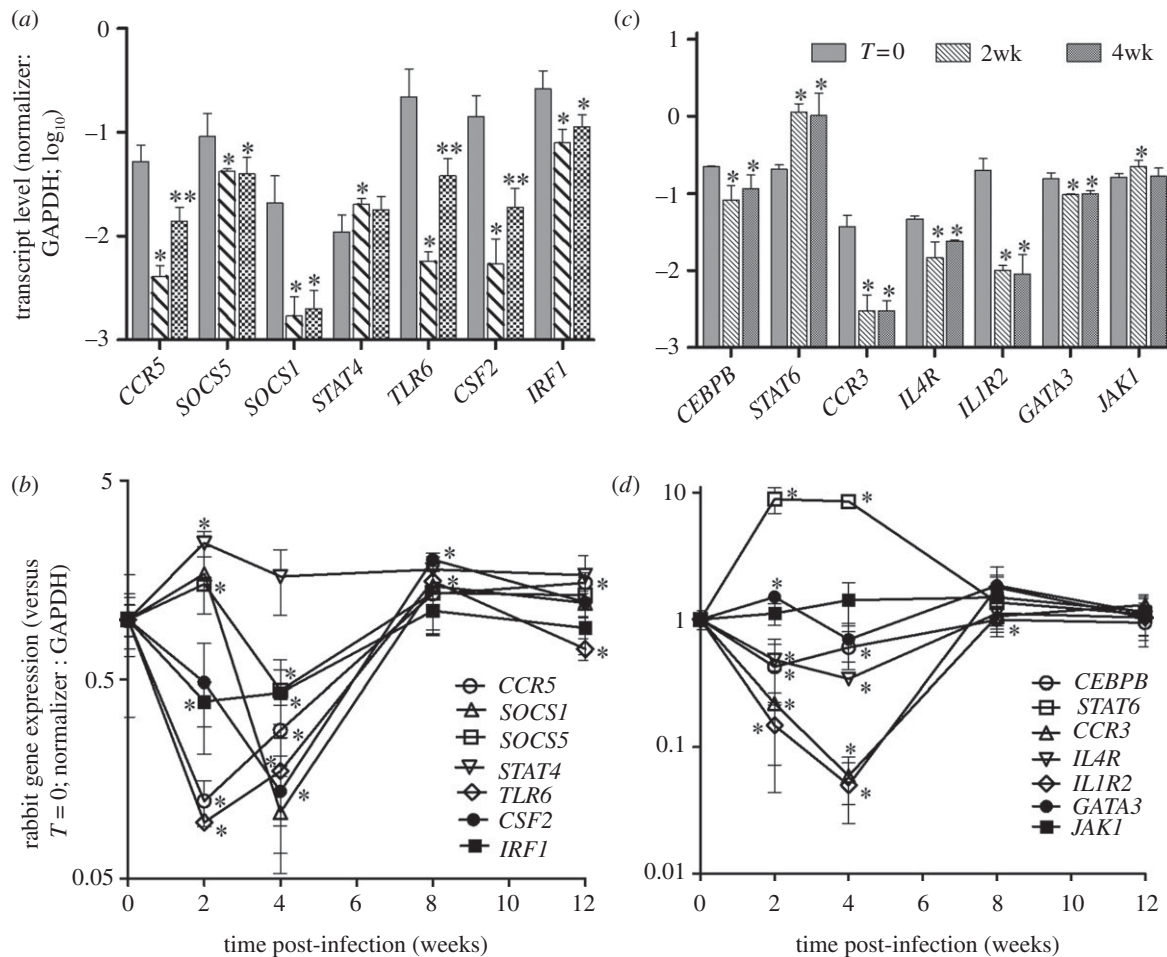 (a)
0
–1
–2
–3
transcript level (normalizer:
GAPDH; log10)
* ** * * * * * * ** * ** * *
CCR5
SOCS5
SOCS1
STAT4
TLR6
CSF2
IRF1
(c)
T = 0
2wk
4wk
1
0
–1
–2
–3
* * * * * * * * * * * * *
CEBPB
STAT6
CCR3
IL4R
IL1R2
GATA3
JAK1
(b)
5
0.5
0.05
rabbit gene expression (versus
T = 0; normalizer : GAPDH)
CCR5
SOCS1
SOCS5
STAT4
TLR6
CSF2
IRF1
0 2 4 6 8 10 12
time post-infection (weeks)
(d)
10
1
0.1
0.01
CEBPB
STAT6
CCR3
IL4R
IL1R2
GATA3
JAK1
0 2 4 6 8 10 12
time post-infection (weeks)